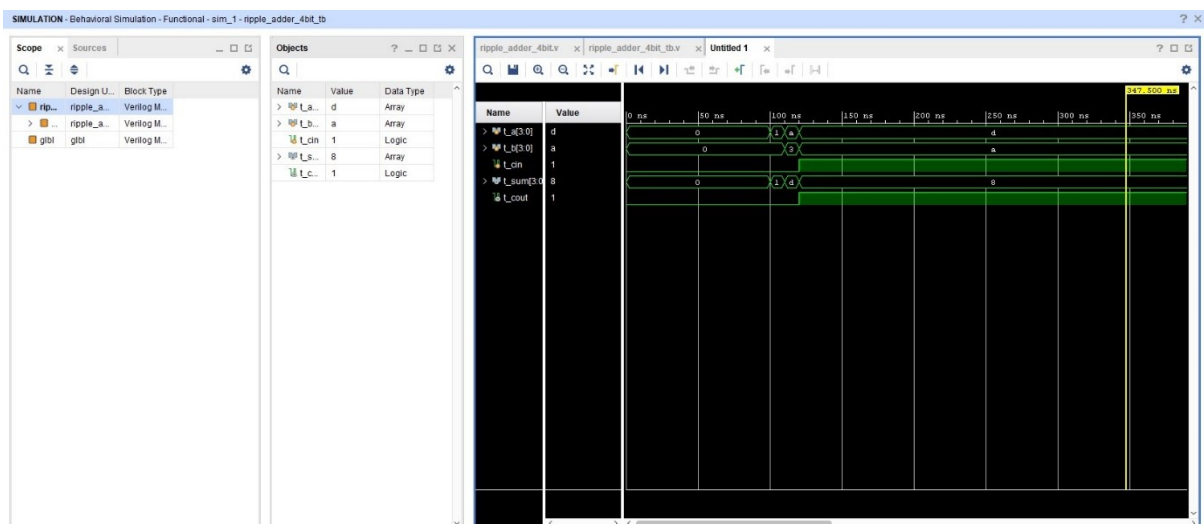 SIMULATION - Behavioral Simulation - Functional - sim_1 - ripple_adder_4bit_tb
Scope Sources
Name Design U... Block Type
rip... ripple_a... Verilog M...
... ripple_a... Verilog M...
glbl glbl Verilog M...
Objects
Name Value Data Type
t_a... d Array
t_b... a Array
t_cin 1 Logic
t_s... 8 Array
t_c... 1 Logic
ripple_adder_4bit.v ripple_adder_4bit_tb.v Untitled 1
347.500 ns
Name Value
0 ns 50 ns 100 ns 150 ns 200 ns 250 ns 300 ns 350 ns
t_a[3:0] d 0 1 a d
t_b[3:0] a 0 3 a
t_cin 1
t_sum[3:0 8 0 1 d 8
t_cout 1